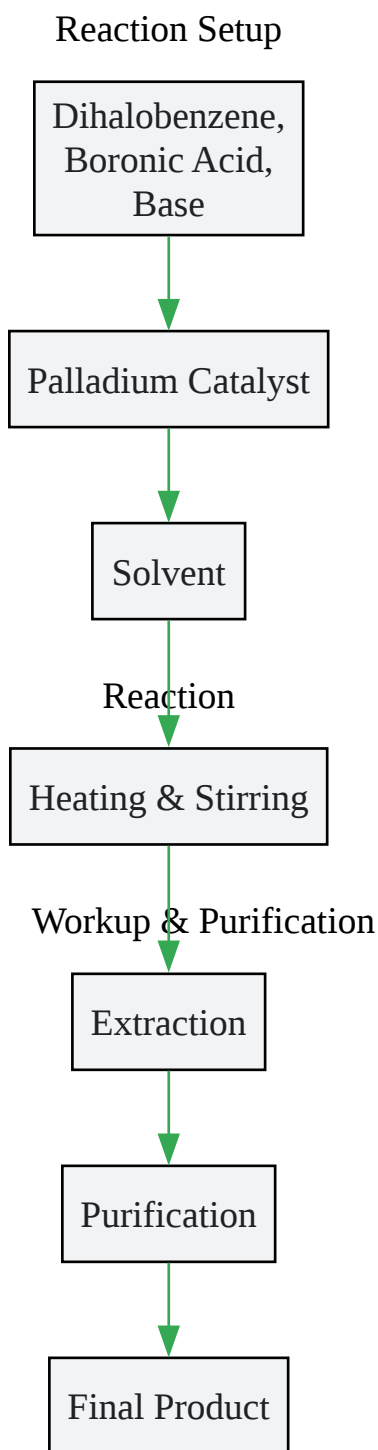 Reaction Setup
Dihalobenzene,
Boronic Acid,
Base
Palladium Catalyst
Solvent
Reaction
Heating & Stirring
Workup & Purification
Extraction
Purification
Final Product